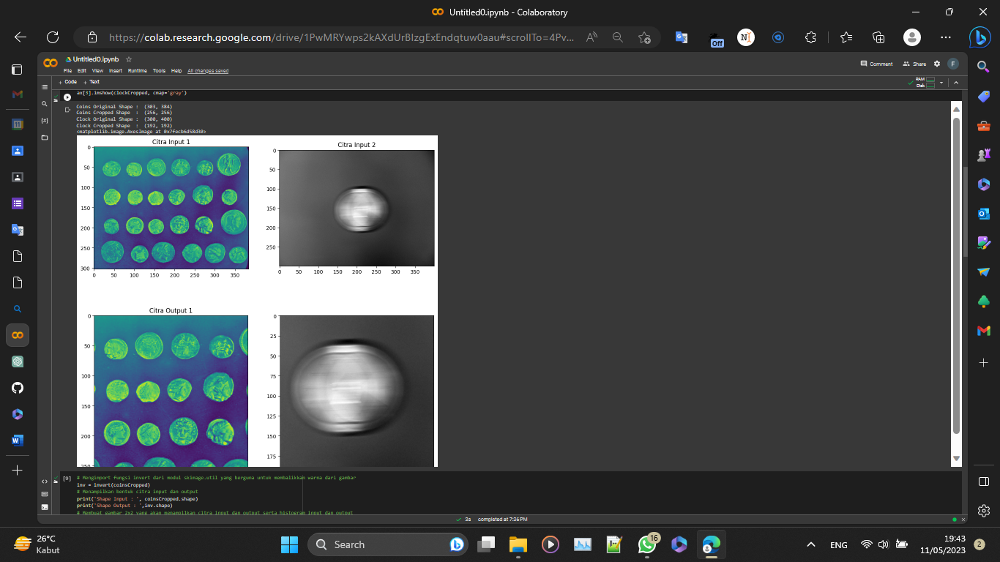 Untitled0.ipynb - Colaboratory
https://colab.research.google.com/drive/1PwMRYwps2kAXdUrBIzgExEndqtuw0aau#scrollTo=4Pv...
Off
Untitled0.ipynb
File Edit View Insert Runtime Tools Help All changes saved
Comment Share F
+ Code + Text
RAM
Disk
ax[3].imshow(clockCropped, cmap='gray')
Coins Original Shape : (303, 384)
Coins Cropped Shape : (256, 256)
Clock Original Shape : (300, 400)
Clock Cropped Shape : (192, 192)
<matplotlib.image.AxesImage at 0x7fecb6d58d30>
Citra Input 1
0
50
100
150
200
250
300
0 50 100 150 200 250 300 350
Citra Input 2
0
50
100
150
200
250
0 50 100 150 200 250 300 350
Citra Output 1
0
50
100
150
200
250
0
25
50
75
100
125
150
175
[9] # Mengimport fungsi invert dari modul skimage.util yang berguna untuk membalikkan warna dari gambar
inv = invert(coinsCropped)
# Menampilkan bentuk citra input dan output
print('Shape Input : ', coinsCropped.shape)
print('Shape Output : ',inv.shape)
# Membuat gambar 2x2 yang akan menampilkan citra input dan output serta histogram input dan output
3s completed at 7:36 PM
26°C
Kabut
Search
16
ENG
19:43
11/05/2023
2